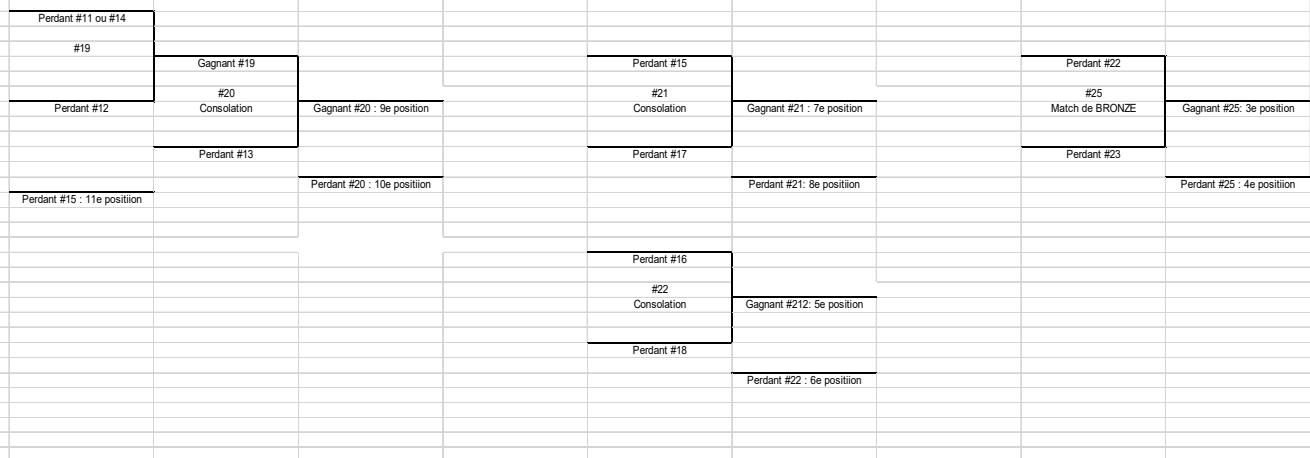 Perdant #11 ou #14
#19
Perdant #12
Perdant #15 : 11e positiion
Gagnant #19
#20
Consolation
Perdant #13
Gagnant #20 : 9e position
Perdant #20 : 10e positiion
Perdant #15
#21
Consolation
Perdant #17
Gagnant #21 : 7e position
Perdant #21: 8e positiion
Perdant #16
#22
Consolation
Perdant #18
Gagnant #212: 5e position
Perdant #22 : 6e positiion
Perdant #22
#25
Match de BRONZE
Perdant #23
Gagnant #25: 3e position
Perdant #25 : 4e position